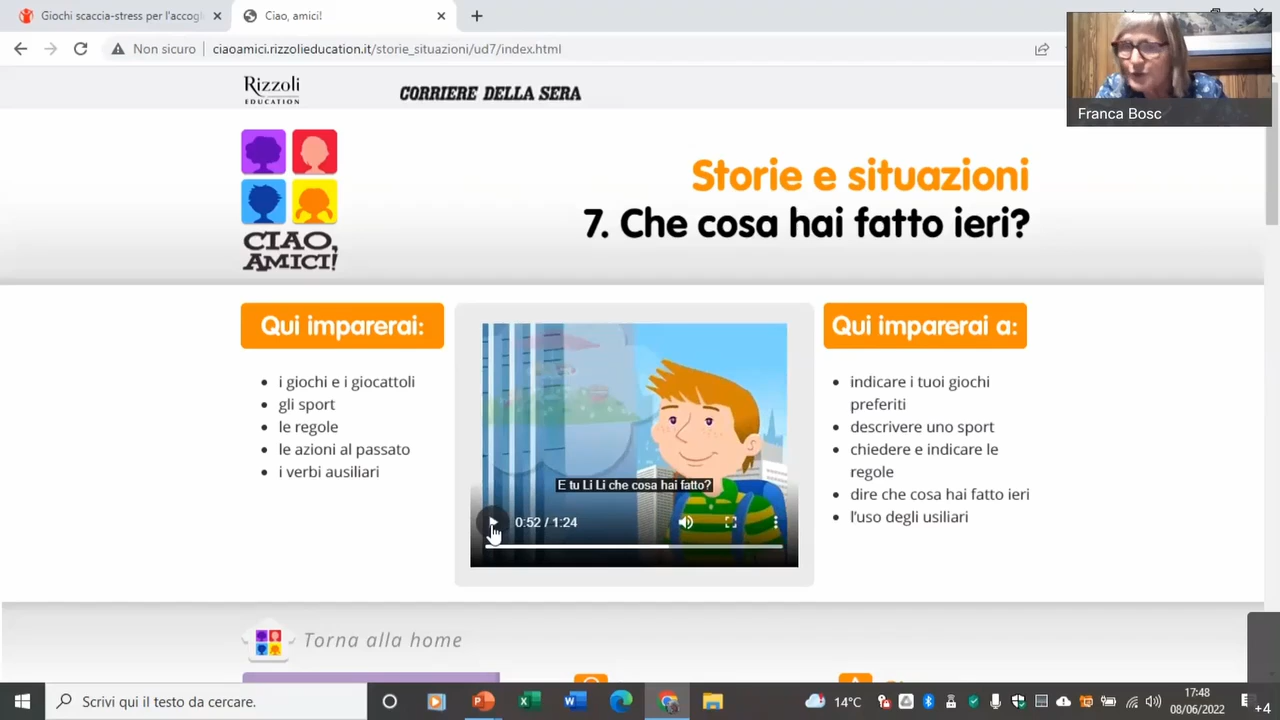 Giochi scaccia-stress per l'accogl
Ciao, amici!
Non sicuro
ciaoamici.rizzolieducation.it/storie_situazioni/ud7/index.html
Franca Bosc
Rizzoli
EDUCATION
CORRIERE DELLA SERA
CIAO,
AMICI!
Storie e situazioni
7. Che cosa hai fatto ieri?
Qui imparerai:
i giochi e i giocattoli
gli sport
le regole
le azioni al passato
i verbi ausiliari
E tu Li Li che cosa hai fatto?
0:52 / 1:24
Qui imparerai a:
indicare i tuoi giochi
preferiti
descrivere uno sport
chiedere e indicare le
regole
dire che cosa hai fatto ieri
l'uso degli usiliari
Torna alla home
Scrivi qui il testo da cercare.
14°C
17:48
08/06/2022
+4